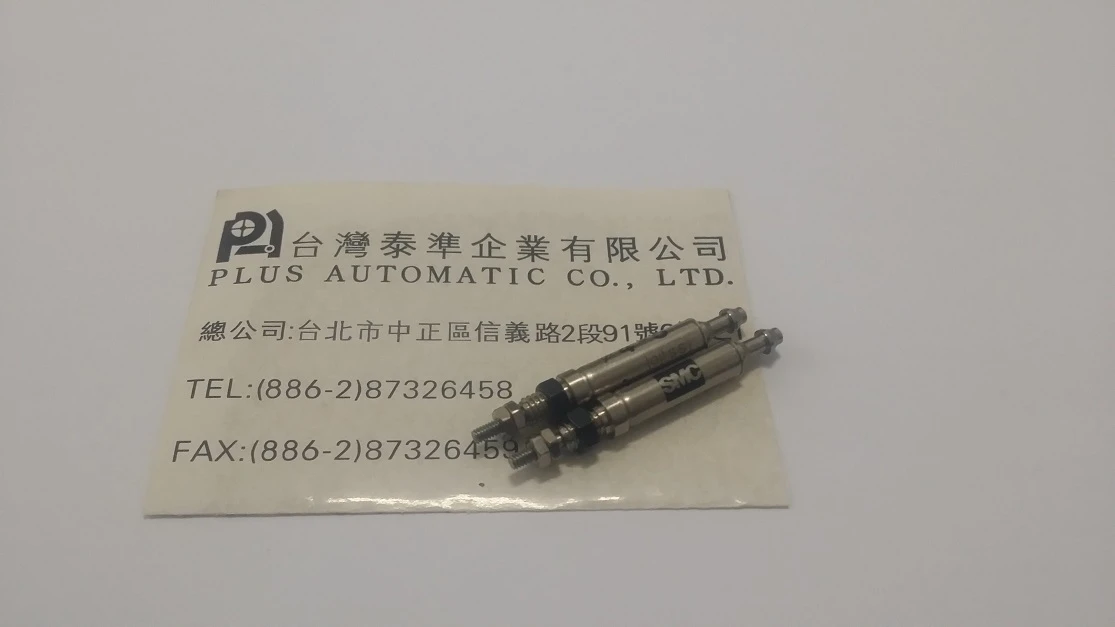 台灣泰準企業有限公司
PLUS AUTOMATIC CO., LTD.
總公司:台北市中正區信義路2段91號
TEL:(886-2)87326458
FAX:(886-2)87326459
SMC